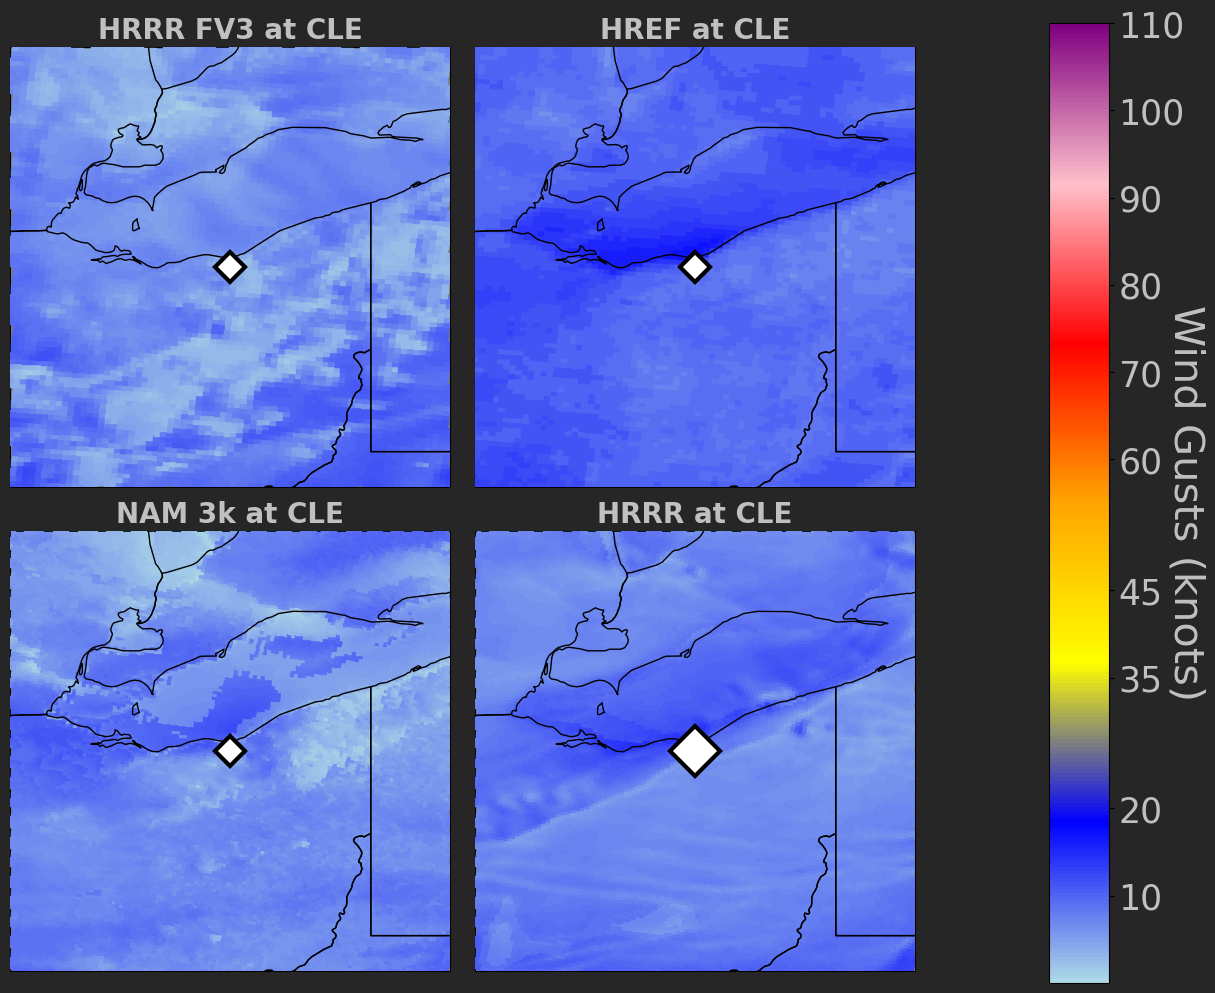 HRRR FV3 at CLE
HREF at CLE
NAM 3k at CLE
HRRR at CLE
110
100
90
80
70
60
45
35
20
10
Wind Gusts (knots)